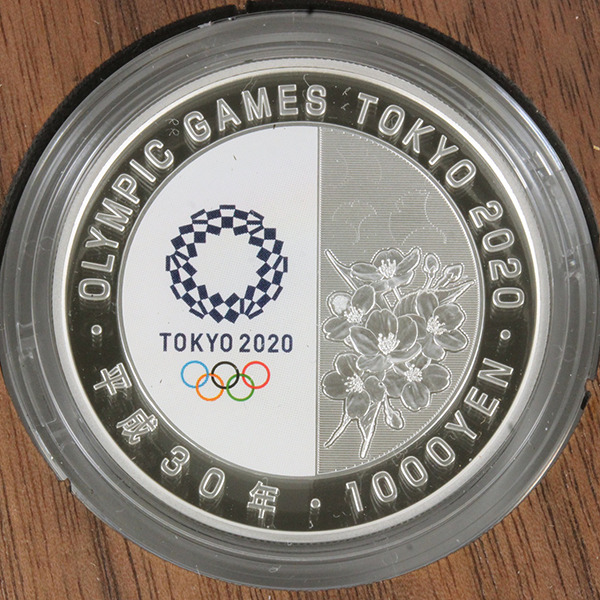 OLYMPIC GAMES TOKYO 2020
TOKYO 2020
平成30年・1000YEN